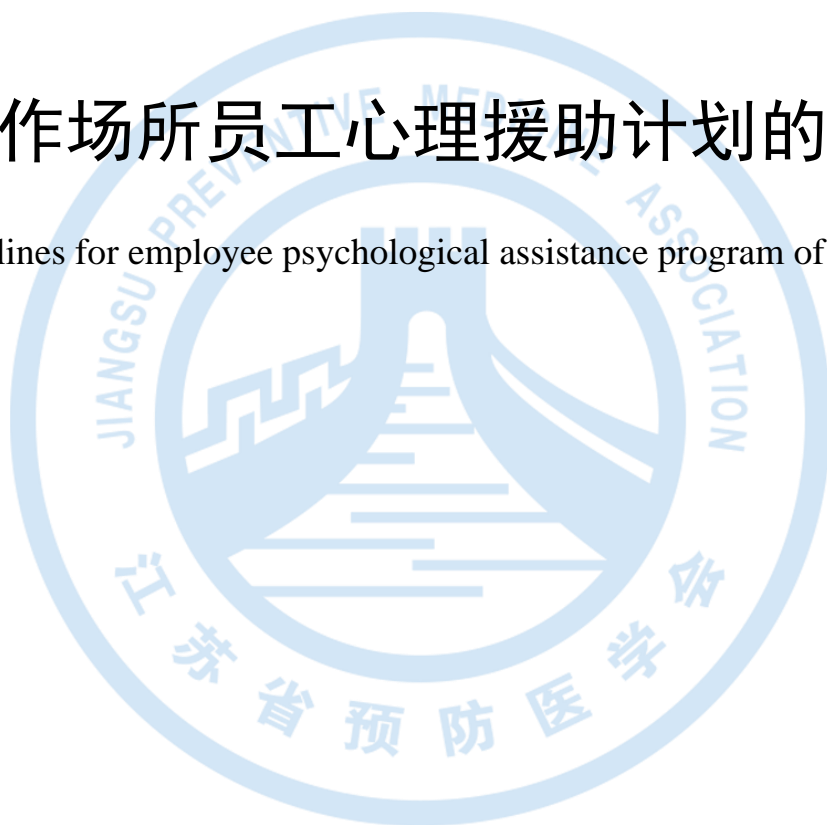 作场所员工心理援助计划的
lines for employee psychological assistance program of
JIANGSU PREVENTIVE MEDICINE ASSOCIATION
江苏省预防医学会